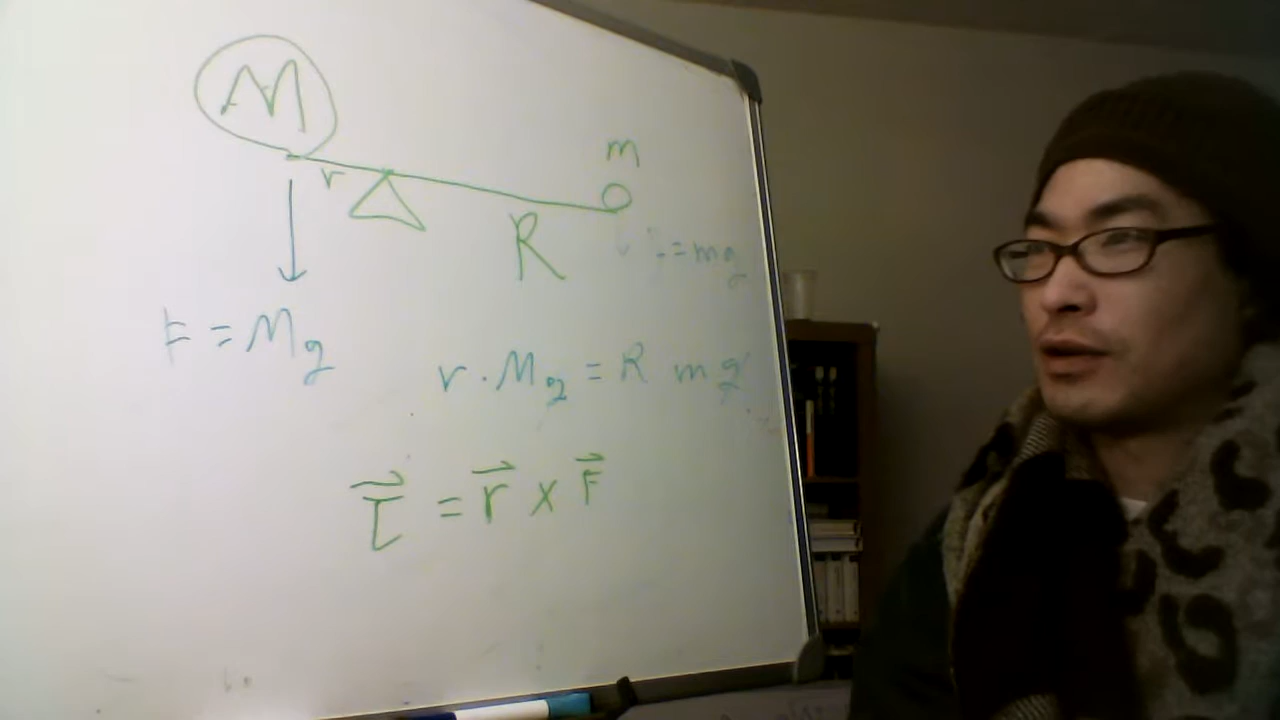 M
m
r
R
F = Mg
= mg
r · Mg = R mg
τ⃗ = r⃗ × F⃗